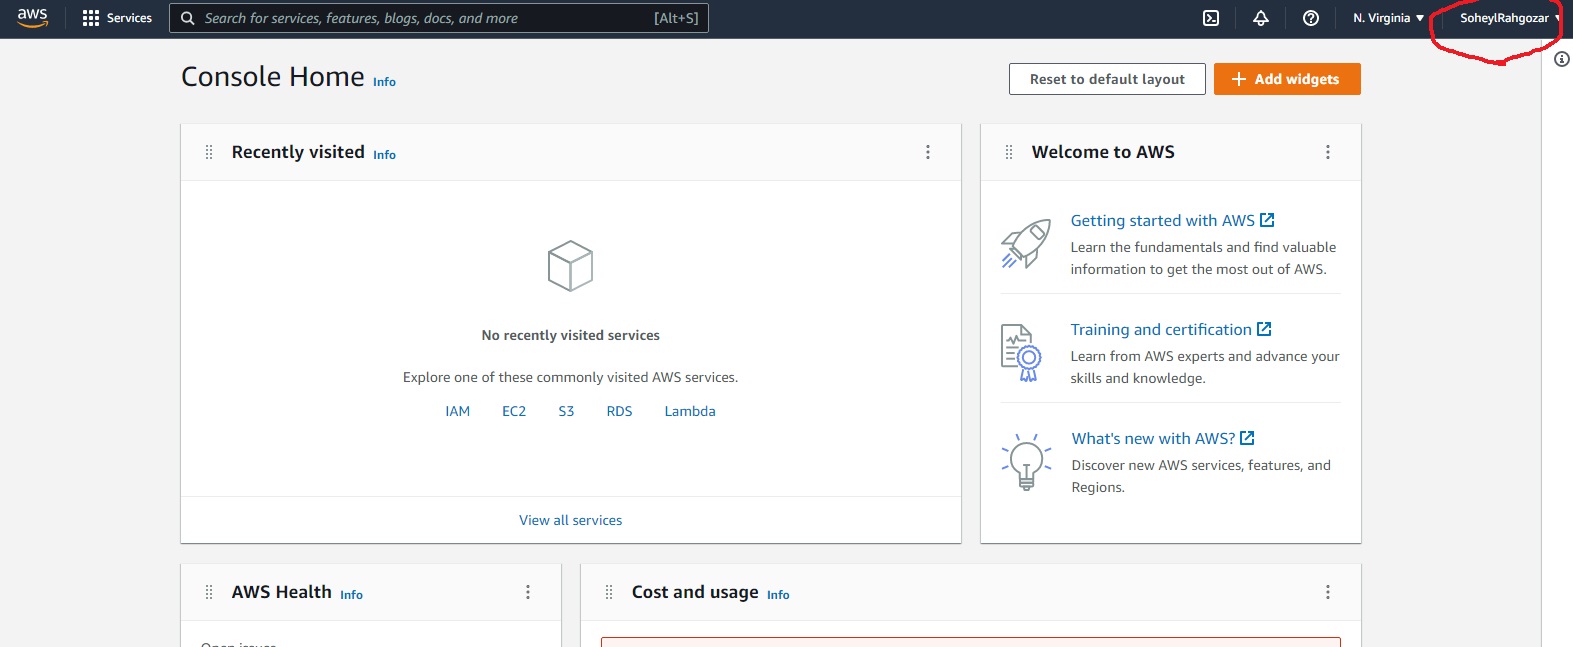 aws Services Search for services, features, blogs, docs, and more [Alt+S] N. Virginia SoheylRahgozar
Console Home Info Reset to default layout Add widgets
Recently visited Info
No recently visited services
Explore one of these commonly visited AWS services.
IAM EC2 S3 RDS Lambda
View all services
Welcome to AWS
Getting started with AWS
Learn the fundamentals and find valuable
information to get the most out of AWS.
Training and certification
Learn from AWS experts and advance your
skills and knowledge.
What's new with AWS?
Discover new AWS services, features, and
Regions.
AWS Health Info
Open issues
Cost and usage Info